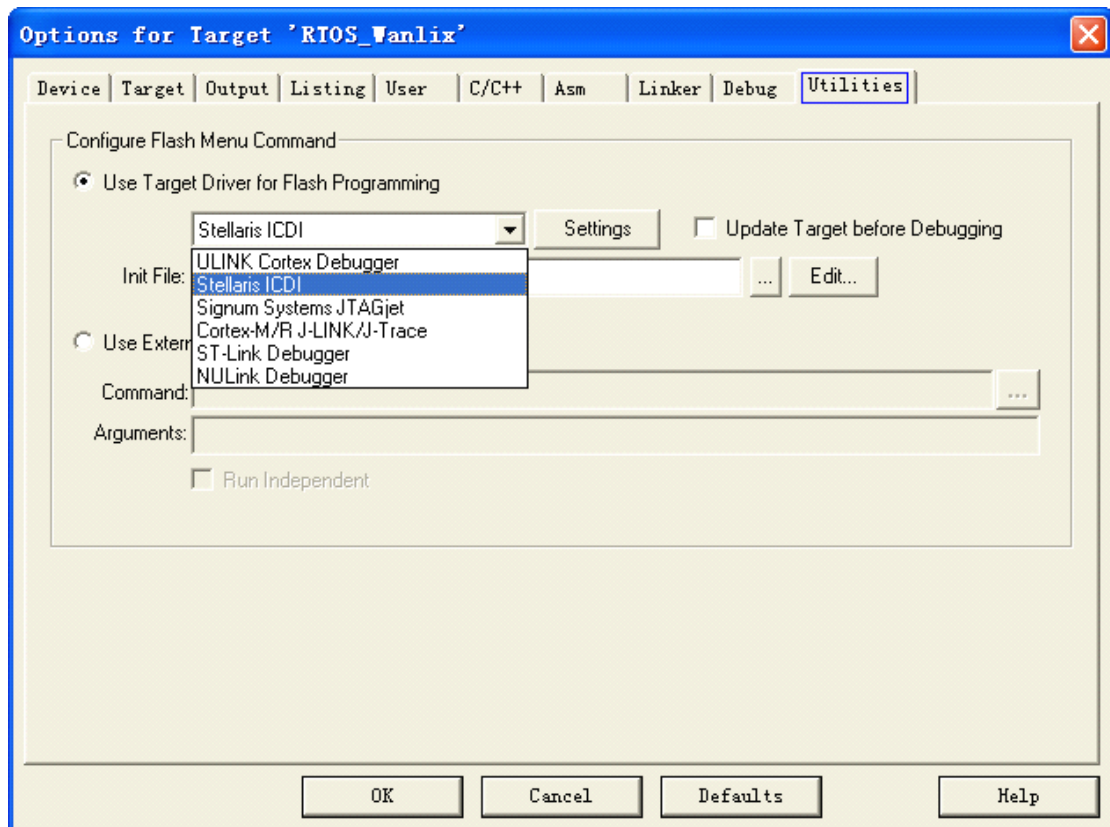 Options for Target 'RTOS_Wanlix'
Device Target Output Listing User C/C++ Asm Linker Debug Utilities
Configure Flash Menu Command
Use Target Driver for Flash Programming
Stellaris ICDI Settings Update Target before Debugging
ULINK Cortex Debugger
Init File: Stellaris ICDI ... Edit...
Signum Systems JTAGjet
Cortex-M/R J-LINK/J-Trace
Use Extern
ST-Link Debugger
NULink Debugger
Command: ...
Arguments:
Run Independent
OK Cancel Defaults Help